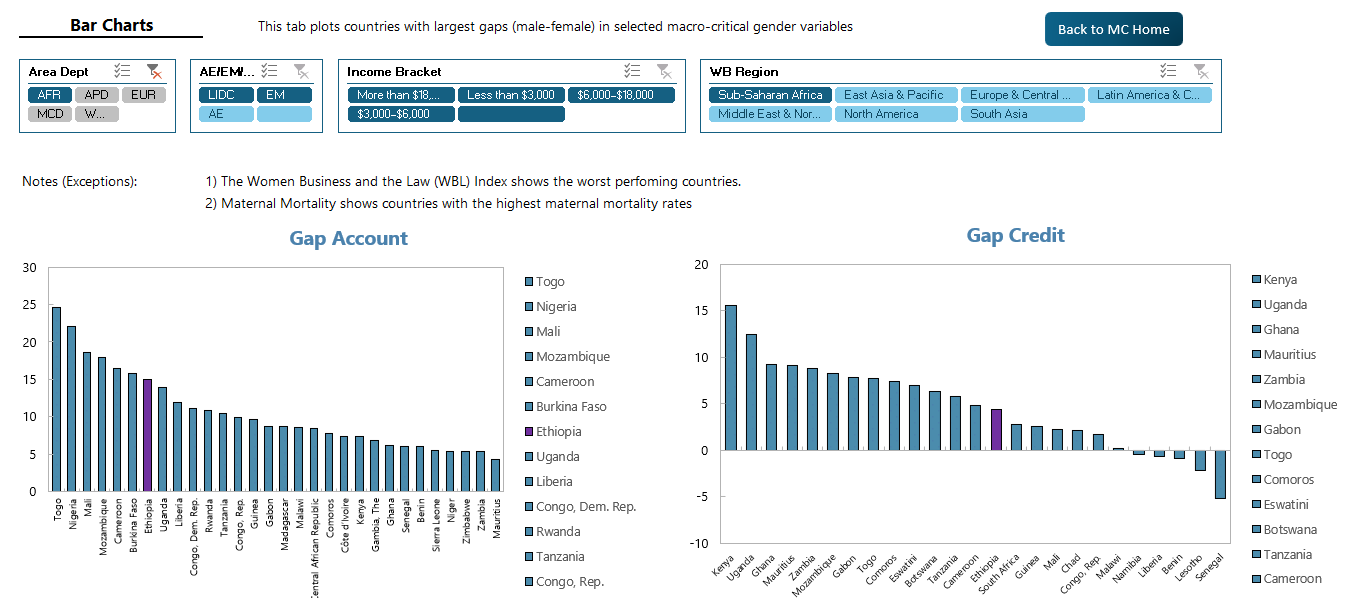 Bar Charts
This tab plots countries with largest gaps (male-female) in selected macro-critical gender variables
Back to MC Home
Area Dept
AFR APD EUR
MCD W...
AE/EM/...
LIDC EM
AE
Income Bracket
More than $18,... Less than $3,000 $6,000–$18,000
$3,000–$6,000
WB Region
Sub-Saharan Africa East Asia & Pacific Europe & Central ... Latin America & C...
Middle East & Nor... North America South Asia
Notes (Exceptions):
1) The Women Business and the Law (WBL) Index shows the worst perfoming countries.
2) Maternal Mortality shows countries with the highest maternal mortality rates
Gap Account
30
25
20
15
10
5
0
Togo
Nigeria
Mali
Mozambique
Cameroon
Burkina Faso
Ethiopia
Uganda
Liberia
Congo, Dem. Rep.
Rwanda
Tanzania
Congo, Rep.
Guinea
Gabon
Madagascar
Malawi
Central African Republic
Comoros
Côte d'Ivoire
Kenya
Gambia, The
Ghana
Senegal
Benin
Sierra Leone
Niger
Zimbabwe
Zambia
Mauritius
Togo
Nigeria
Mali
Mozambique
Cameroon
Burkina Faso
Ethiopia
Uganda
Liberia
Congo, Dem. Rep.
Rwanda
Tanzania
Congo, Rep.
Gap Credit
20
15
10
5
0
-5
-10
Kenya
Uganda
Ghana
Mauritius
Zambia
Mozambique
Gabon
Togo
Comoros
Eswatini
Botswana
Tanzania
Cameroon
Ethiopia
South Africa
Guinea
Mali
Chad
Congo, Rep.
Malawi
Namibia
Liberia
Benin
Lesotho
Senegal
Kenya
Uganda
Ghana
Mauritius
Zambia
Mozambique
Gabon
Togo
Comoros
Eswatini
Botswana
Tanzania
Cameroon